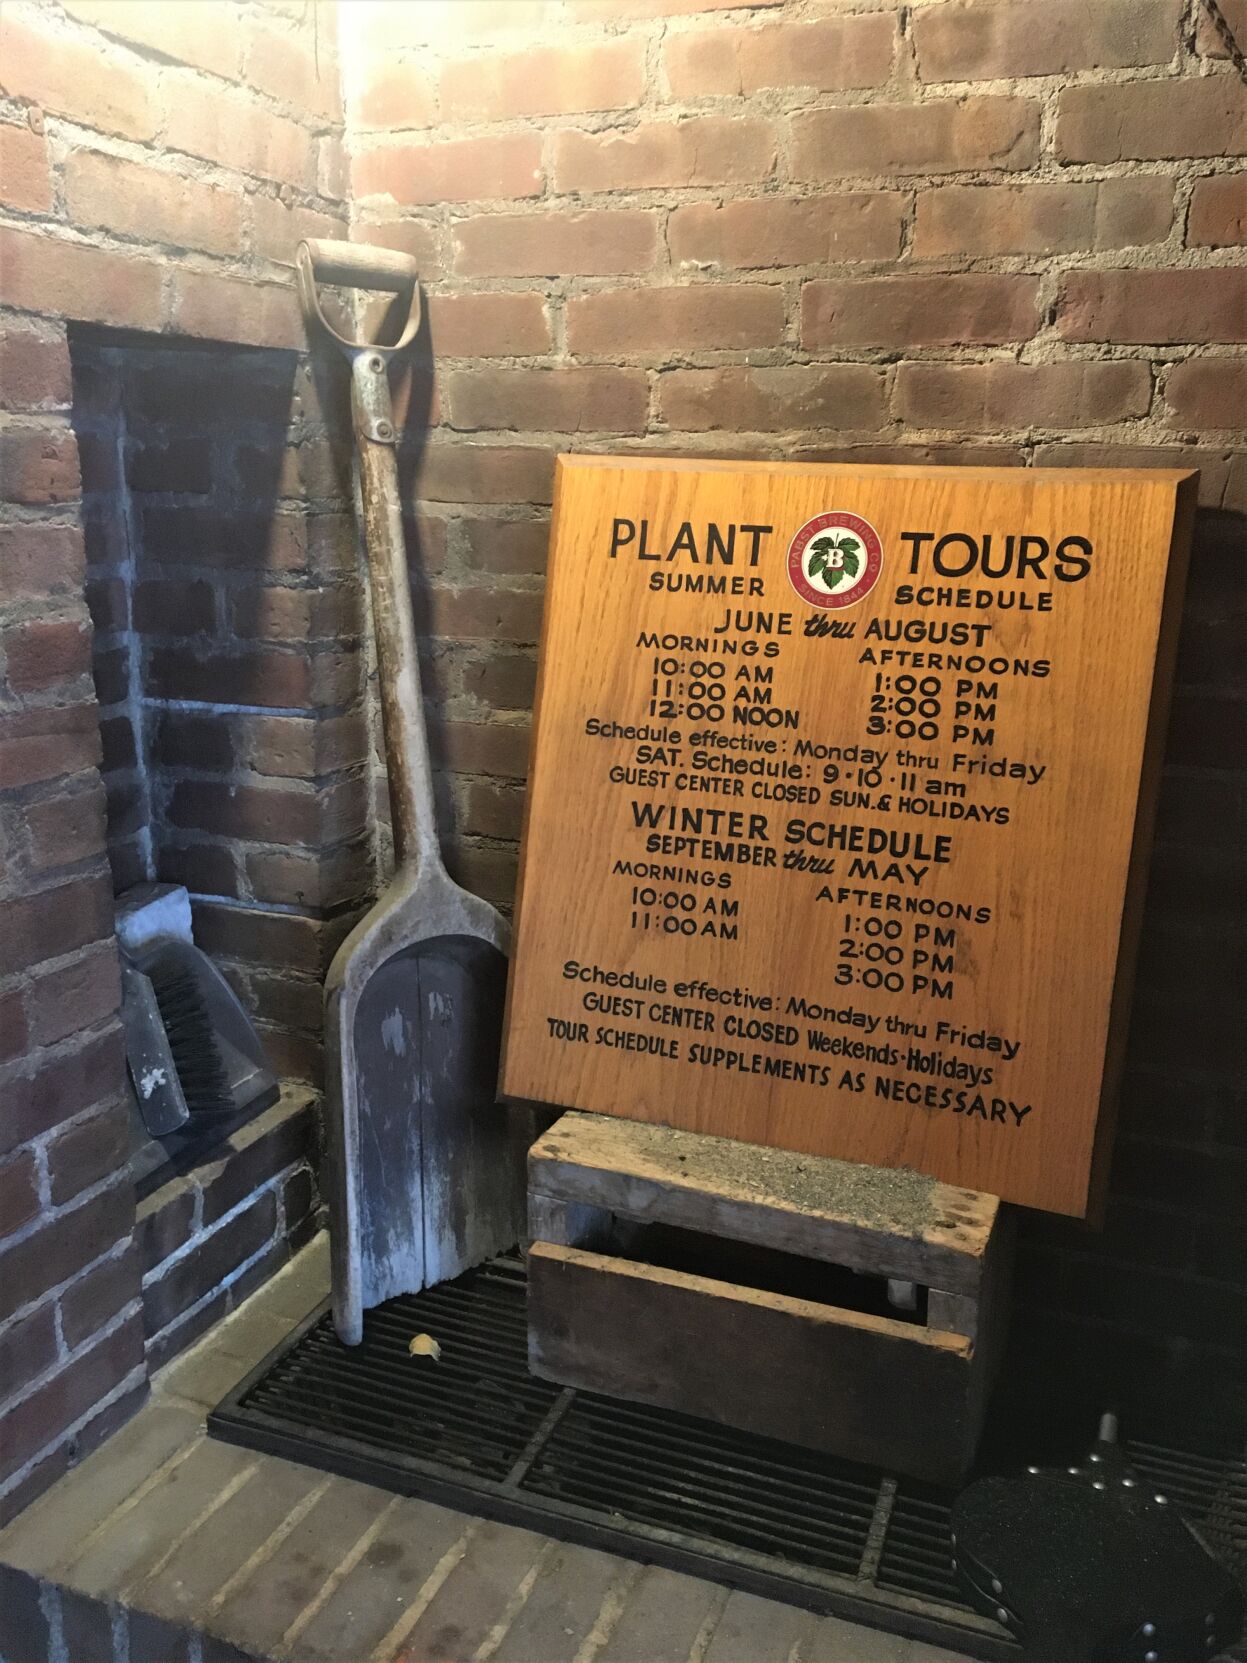 PLANT TOURS
PABST BREWING CO.
B
SINCE 1844
SUMMER SCHEDULE
JUNE thru AUGUST
MORNINGS AFTERNOONS
10:00 AM 1:00 PM
11:00 AM 2:00 PM
12:00 NOON 3:00 PM
Schedule effective: Monday thru Friday
SAT. Schedule: 9·10·11 am
GUEST CENTER CLOSED SUN.& HOLIDAYS
WINTER SCHEDULE
SEPTEMBER thru MAY
MORNINGS AFTERNOONS
10:00 AM 1:00 PM
11:00 AM 2:00 PM
3:00 PM
Schedule effective: Monday thru Friday
GUEST CENTER CLOSED Weekends·Holidays
TOUR SCHEDULE SUPPLEMENTS AS NECESSARY